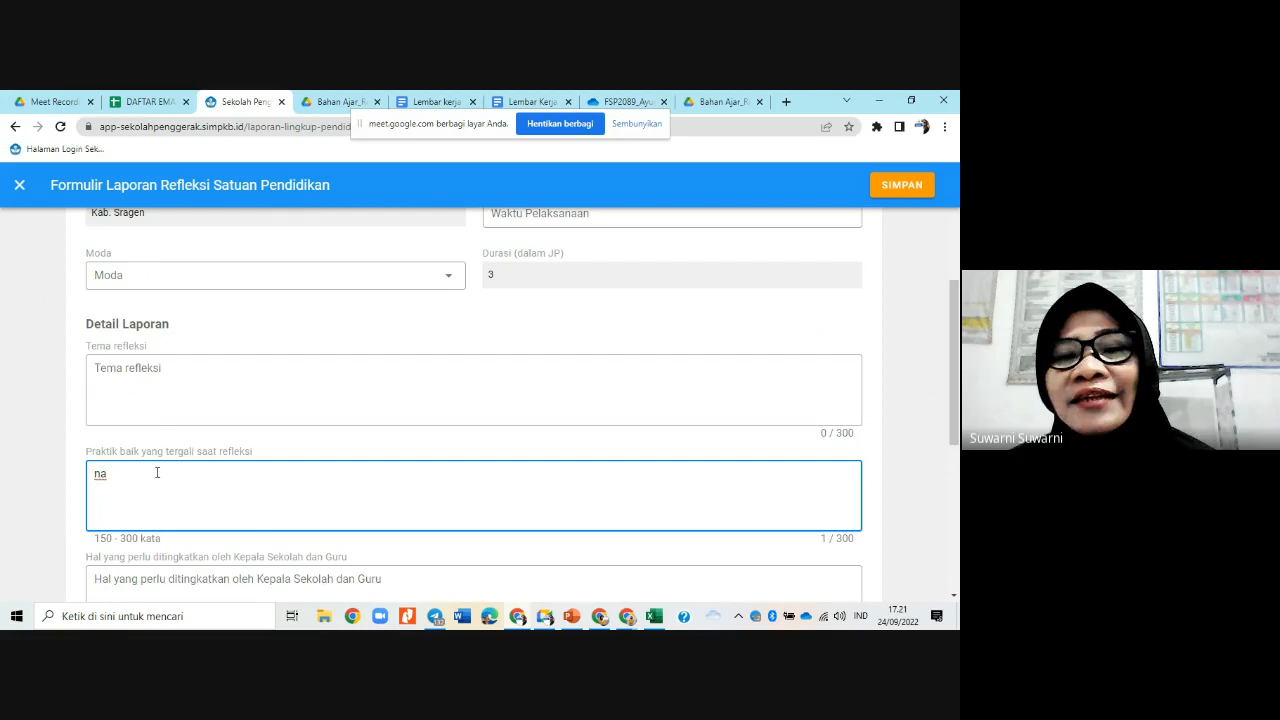 Meet Record
DAFTAR EMA
Sekolah Peng
Bahan Ajar_R
Lembar kerja
Lembar Kerja
FSP2089_Ayu
Bahan Ajar_R
app-sekolahpenggerak.simpkb.id/laporan-lingkup-pendid
meet.google.com berbagi layar Anda.
Hentikan berbagi
Sembunyikan
Halaman Login Sek...
Formulir Laporan Refleksi Satuan Pendidikan
SIMPAN
Kab. Sragen
Waktu Pelaksanaan
Moda
Durasi (dalam JP)
Moda
3
Detail Laporan
Tema refleksi
Tema refleksi
0 / 300
Praktik baik yang tergali saat refleksi
na
150 - 300 kata
1 / 300
Hal yang perlu ditingkatkan oleh Kepala Sekolah dan Guru
Hal yang perlu ditingkatkan oleh Kepala Sekolah dan Guru
Suwarni Suwarni
Ketik di sini untuk mencari
IND
17.21
24/09/2022